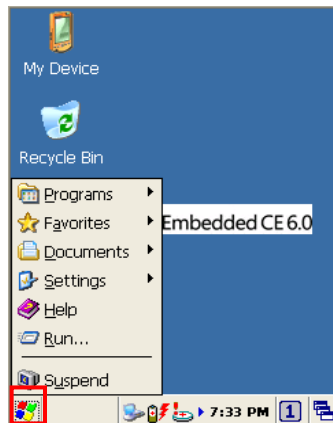 My Device
Recycle Bin
Programs
Favorites
Embedded CE 6.0
Documents
Settings
Help
Run...
Suspend
7:33 PM
1